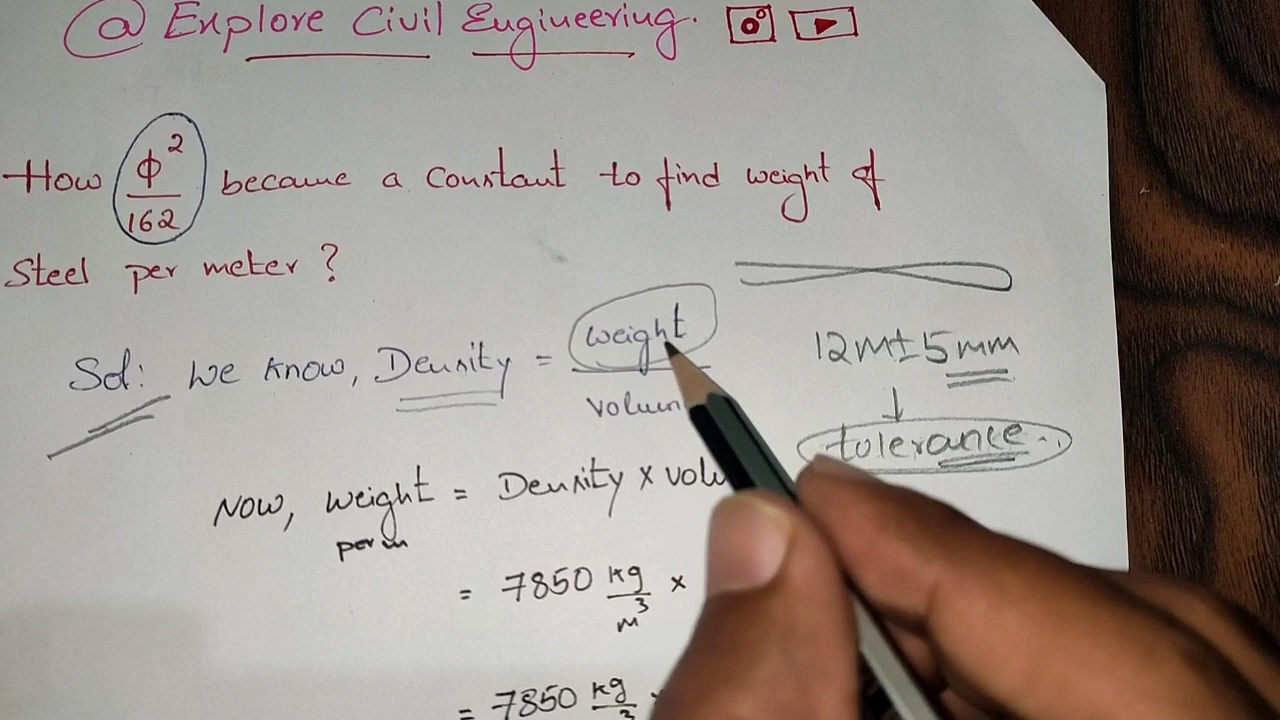 @ Explore Civil Engineering.
How ϕ²/162 became a constant to find weight of
Steel per meter ?
12m±5mm
Sol: we know, Density = weight
tolerance..
Now, weight = Density x
per m
= 7850 kg/m³ x
= 7850 kg/m³